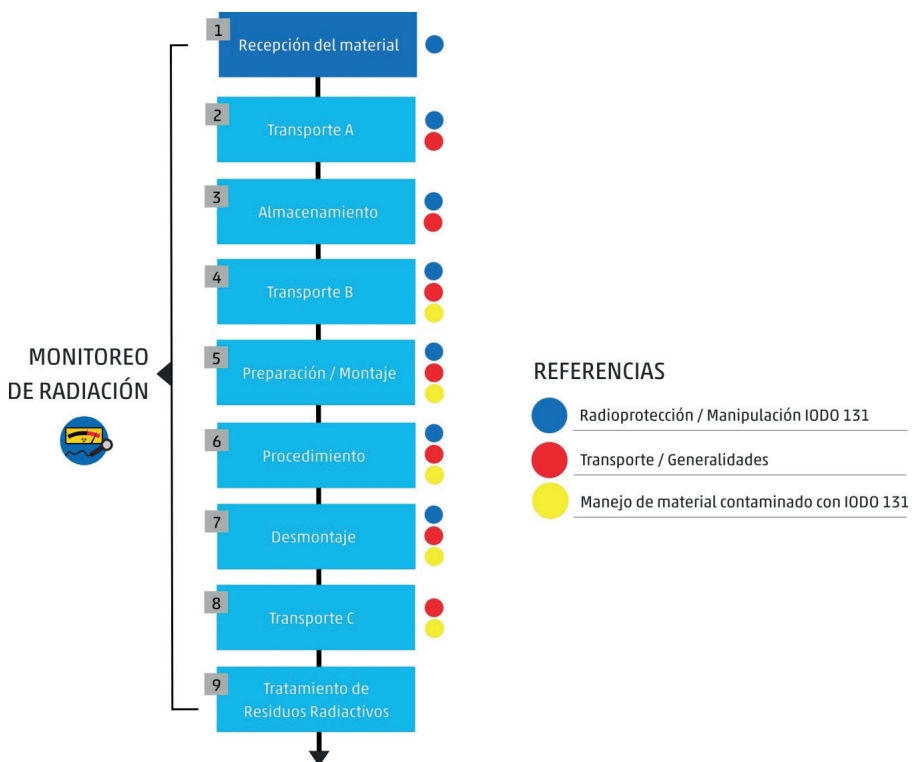 1
Recepción del material
2
Transporte A
3
Almacenamiento
4
Transporte B
5
Preparación / Montaje
6
Procedimiento
7
Desmontaje
8
Transporte C
9
Tratamiento de
Residuos Radiactivos
MONITOREO
DE RADIACIÓN
REFERENCIAS
Radioprotección / Manipulación IODO 131
Transporte / Generalidades
Manejo de material contaminado con IODO 131